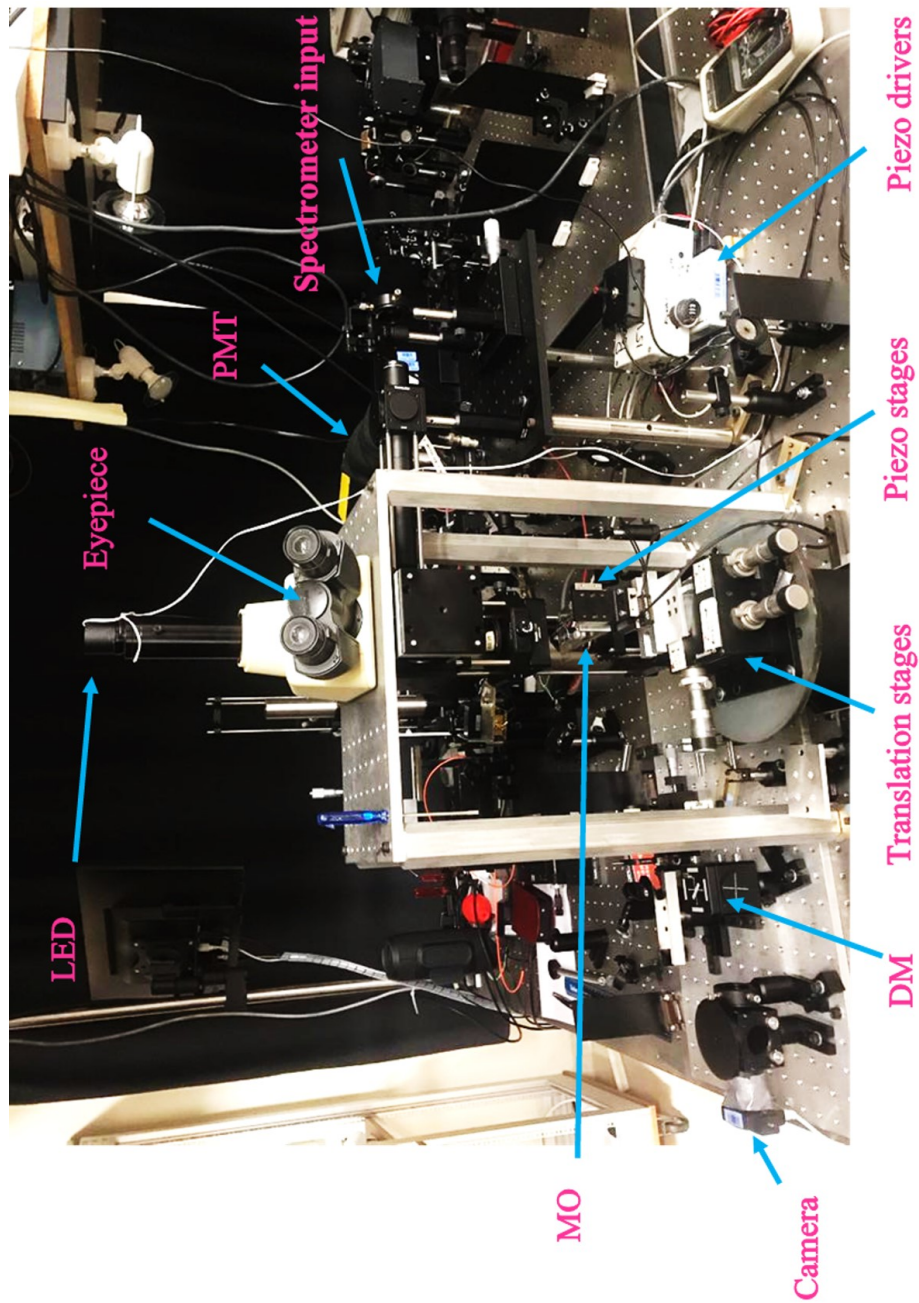 LED
Eyepiece
PMT
Spectrometer input
MO
Camera
DM
Translation stages
Piezo stages
Piezo drivers